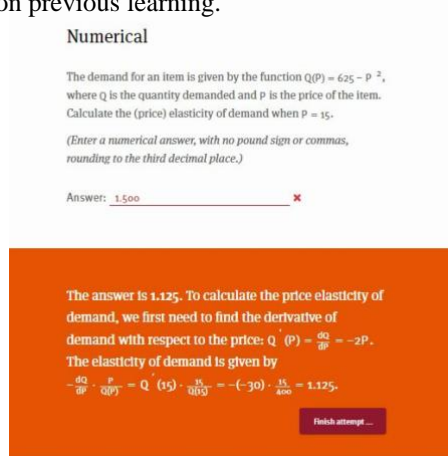 on previous learning.
Numerical
The demand for an item is given by the function Q(P) = 625 − P ²,
where Q is the quantity demanded and P is the price of the item.
Calculate the (price) elasticity of demand when P = 15.
(Enter a numerical answer, with no pound sign or commas,
rounding to the third decimal place.)
Answer: 1.500 ×
The answer is 1.125. To calculate the price elasticity of
demand, we first need to find the derivative of
demand with respect to the price: Q ′ (P) = dQ/dP = −2P.
The elasticity of demand is given by
−dQ/dP · P/Q(P) = Q ′ (15) · 15/Q(15) = −(−30) · 15/400 = 1.125.
Finish attempt ...